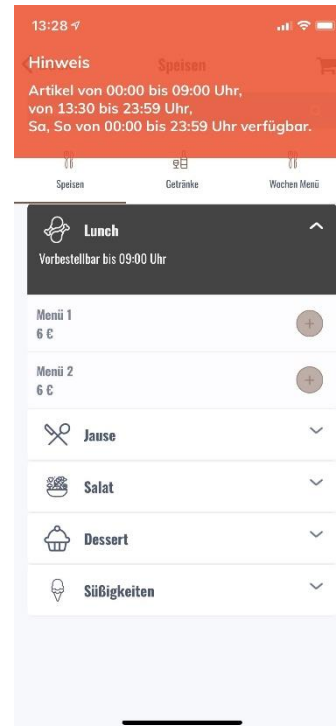 13:28
Hinweis
Speisen
Artikel von 00:00 bis 09:00 Uhr,
von 13:30 bis 23:59 Uhr,
Sa, So von 00:00 bis 23:59 Uhr verfügbar.
Speisen
Getränke
Wochen Menü
Lunch
Vorbestellbar bis 09:00 Uhr
Menü 1
6 €
Menü 2
6 €
Jause
Salat
Dessert
Süßigkeiten